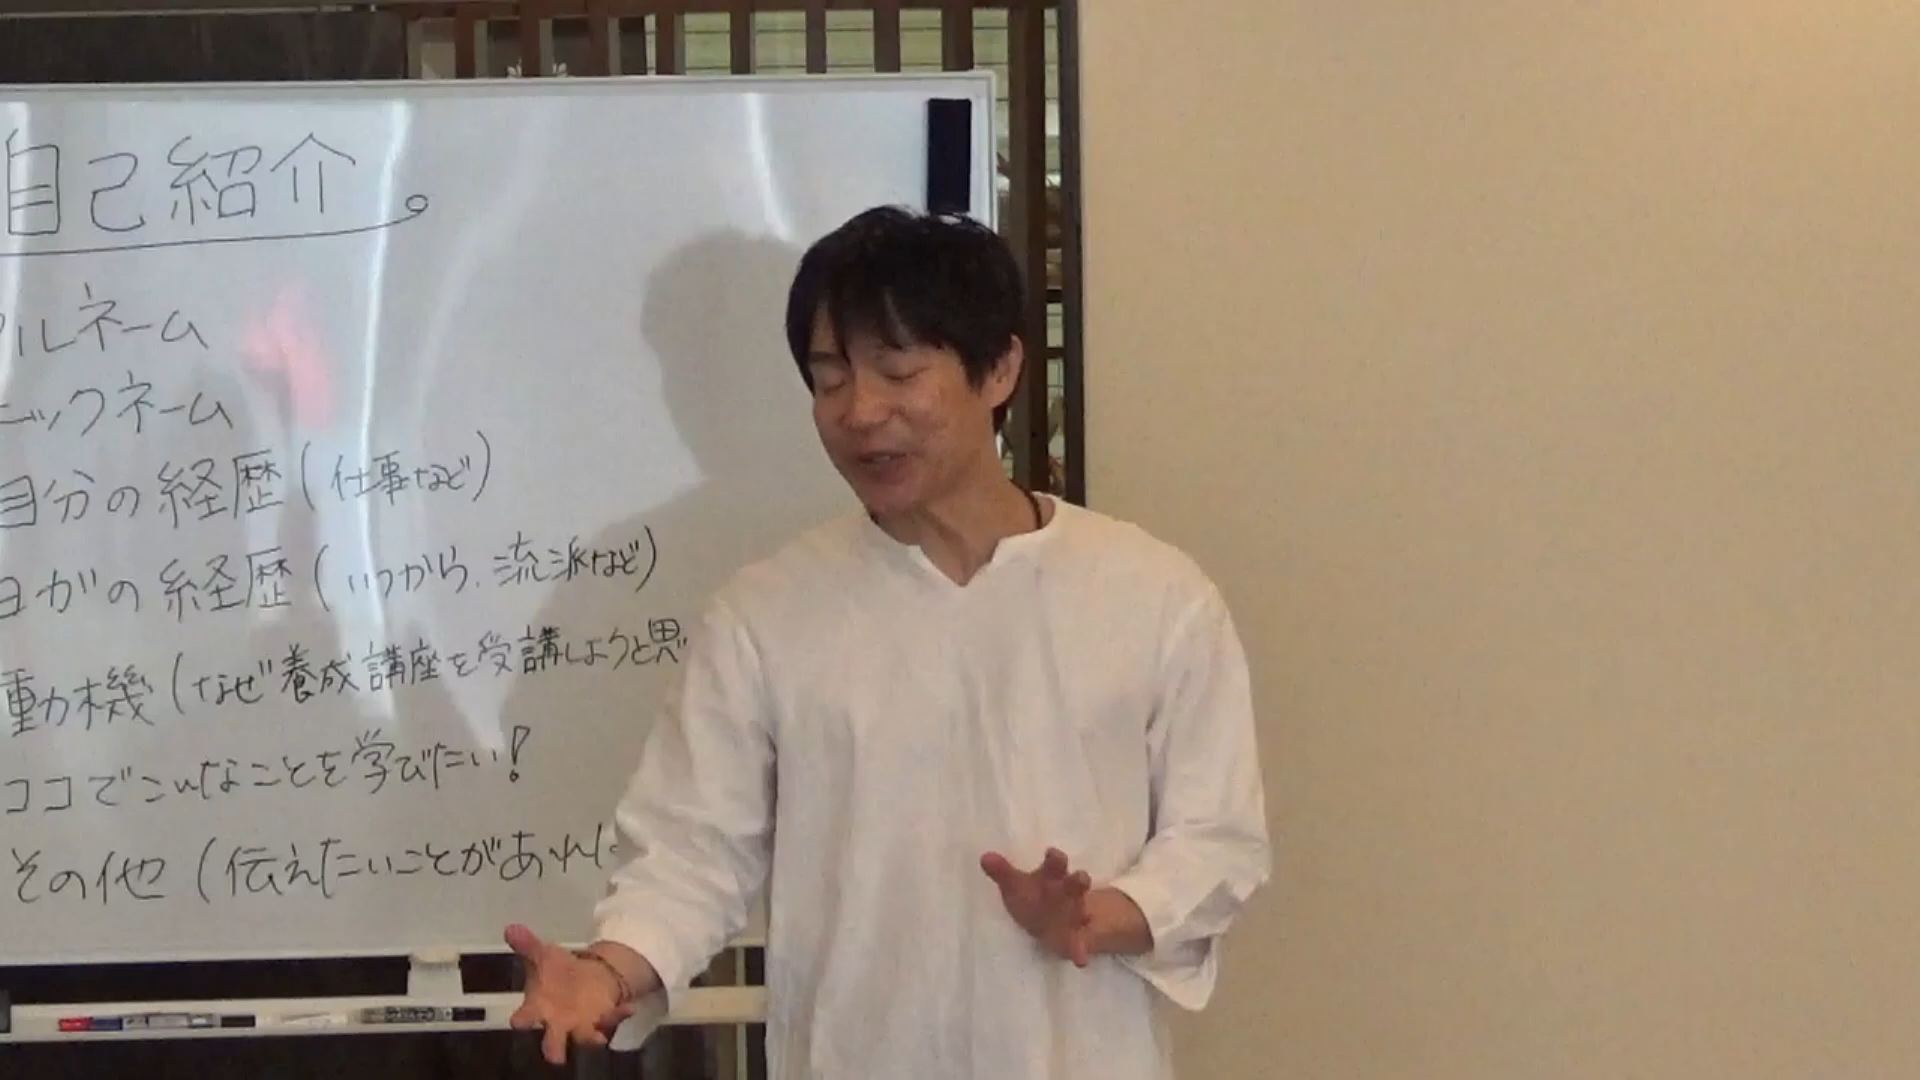 自己紹介
ルネーム
ニックネーム
自分の経歴(仕事など)
ヨガの経歴(いつから、流派など)
動機(なぜ養成講座を受講しようと思
ココでこんなことを学びたい!
その他(伝えたいことがあれば